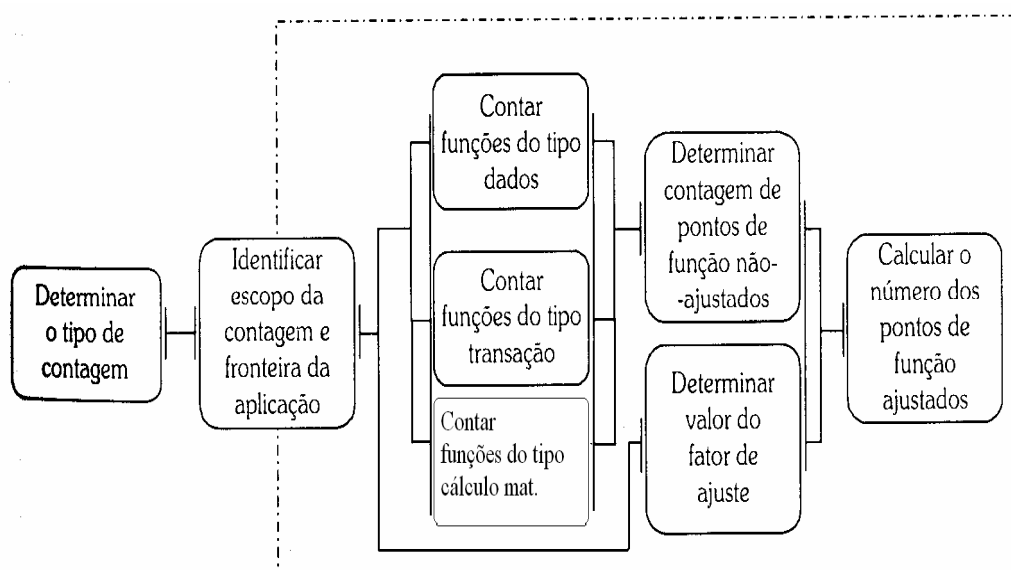 Determinar
o tipo de
contagem
Identificar
escopo da
contagem e
fronteira da
aplicação
Contar
funções do tipo
dados
Contar
funções do tipo
transação
Contar
funções do tipo
cálculo mat.
Determinar
contagem de
pontos de
função não-
-ajustados
Determinar
valor do
fator de
ajuste
Calcular o
número dos
pontos de
função
ajustados